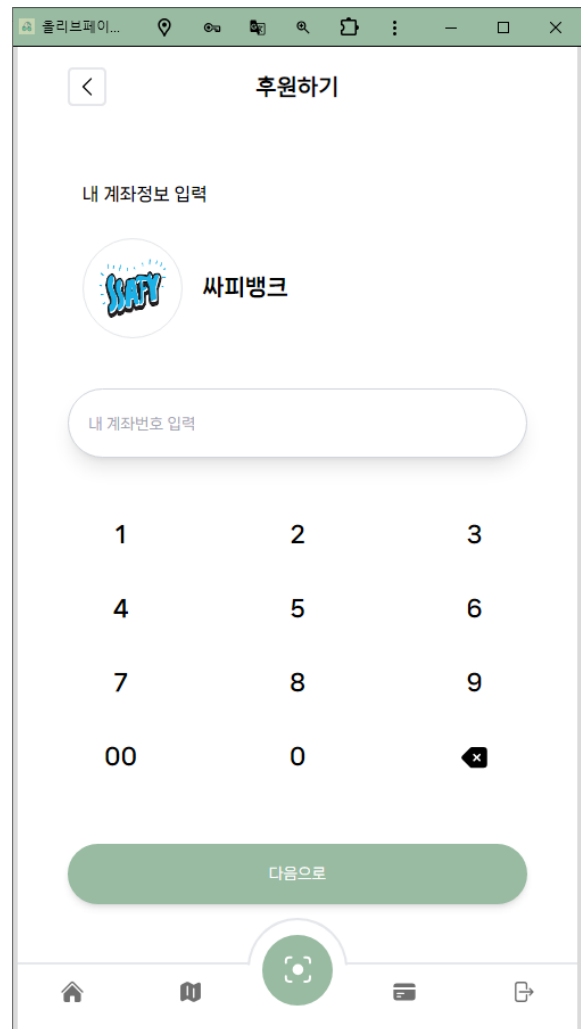 올리브페이...
후원하기
내 계좌정보 입력
SSAFY
싸피뱅크
내 계좌번호 입력
1 2 3
4 5 6
7 8 9
00 0
다음으로